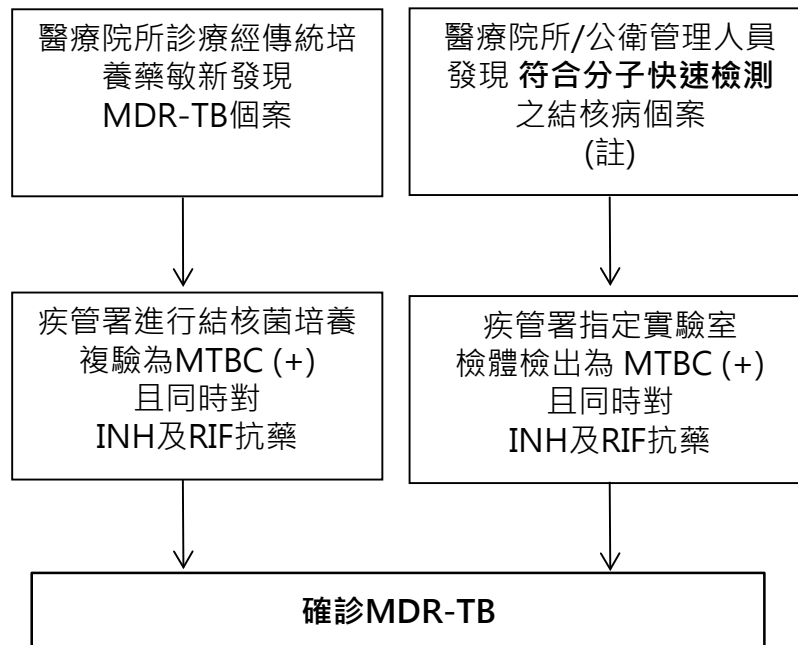 醫療院所診療經傳統培
養藥敏新發現
MDR-TB個案
醫療院所/公衛管理人員
發現 符合分子快速檢測
之結核病個案
(註)
疾管署進行結核菌培養
複驗為MTBC (+)
且同時對
INH及RIF抗藥
疾管署指定實驗室
檢體檢出為 MTBC (+)
且同時對
INH及RIF抗藥
確診MDR-TB